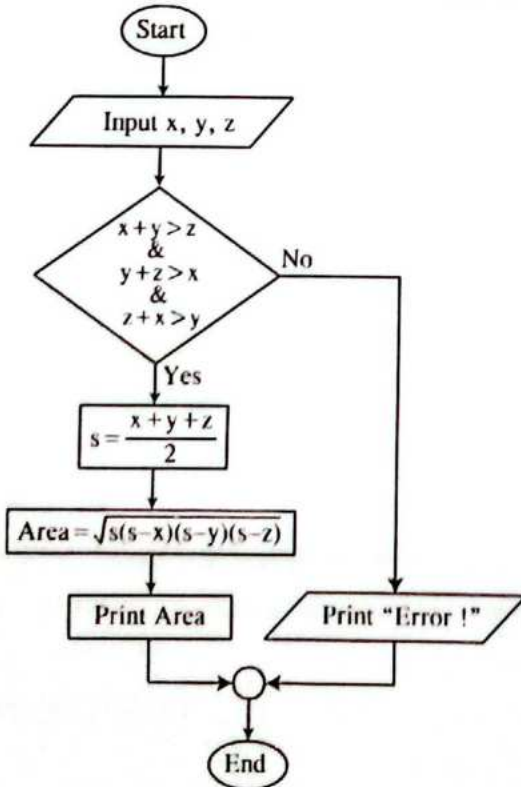 Start
Input x, y, z
x+y>z
&
y+z>x
&
z+x>y
No
Yes
s = x+y+z / 2
Area = √s(s−x)(s−y)(s−z)
Print Area
Print “Error !”
End